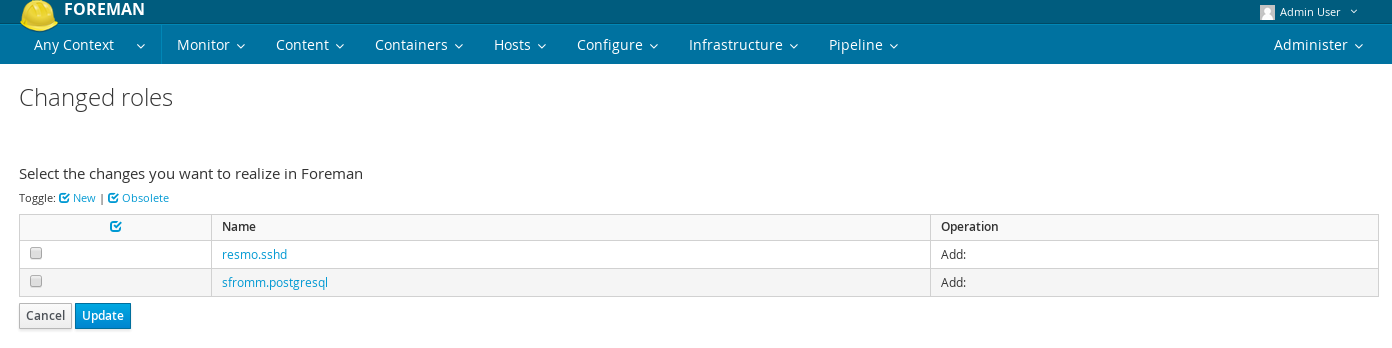 FOREMAN Admin User
Any Context Monitor Content Containers Hosts Configure Infrastructure Pipeline Administer
Changed roles
Select the changes you want to realize in Foreman
Toggle: New | Obsolete
Name Operation
resmo.sshd Add:
sfromm.postgresql Add:
Cancel Update